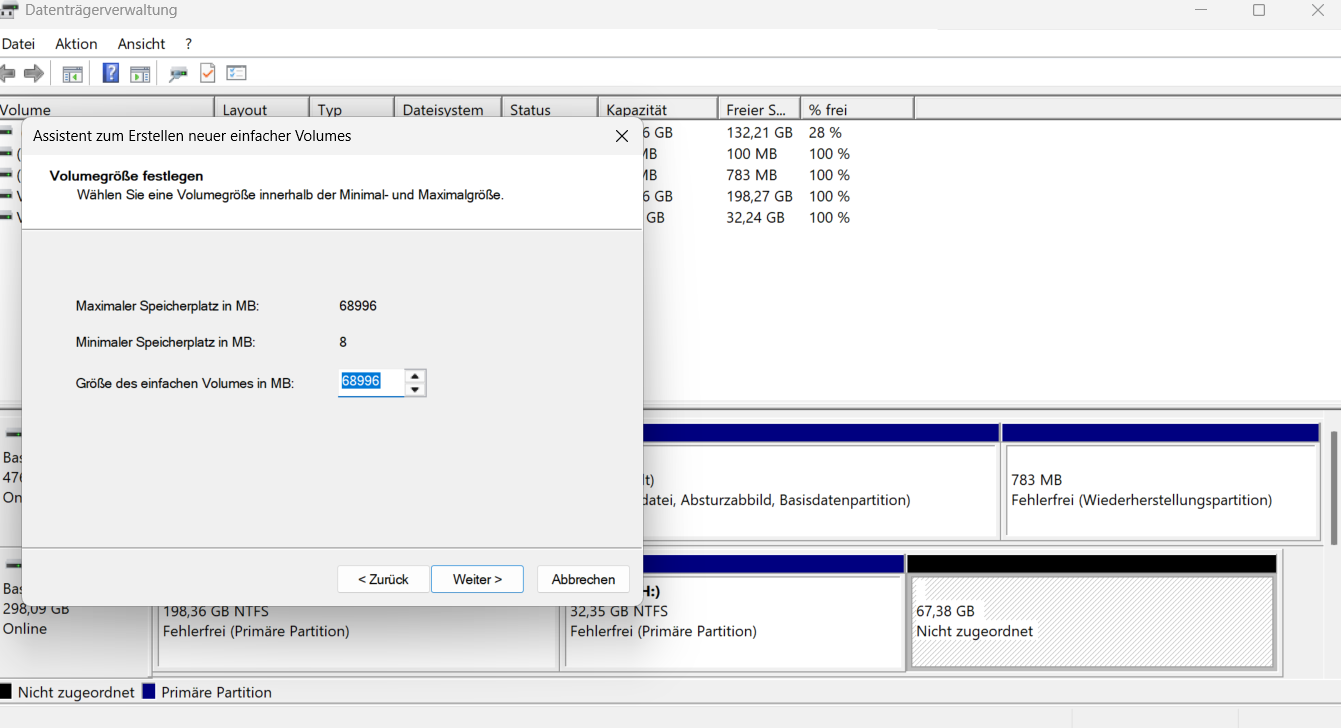 Datenträgerverwaltung
Datei Aktion Ansicht ?
Volume Layout Typ Dateisystem Status Kapazität Freier S... % frei
Assistent zum Erstellen neuer einfacher Volumes
6 GB 132,21 GB 28 %
( MB 100 MB 100 %
( MB 783 MB 100 %
V 6 GB 198,27 GB 100 %
V GB 32,24 GB 100 %
Volumegröße festlegen
Wählen Sie eine Volumegröße innerhalb der Minimal- und Maximalgröße.
Maximaler Speicherplatz in MB: 68996
Minimaler Speicherplatz in MB: 8
Größe des einfachen Volumes in MB: 68996
< Zurück Weiter > Abbrechen
Bas
476
On
lt)
datei, Absturzabbild, Basisdatenpartition)
783 MB
Fehlerfrei (Wiederherstellungspartition)
Bas
298,09 GB
Online
198,36 GB NTFS
Fehlerfrei (Primäre Partition)
H:)
32,35 GB NTFS
Fehlerfrei (Primäre Partition)
67,38 GB
Nicht zugeordnet
Nicht zugeordnet Primäre Partition